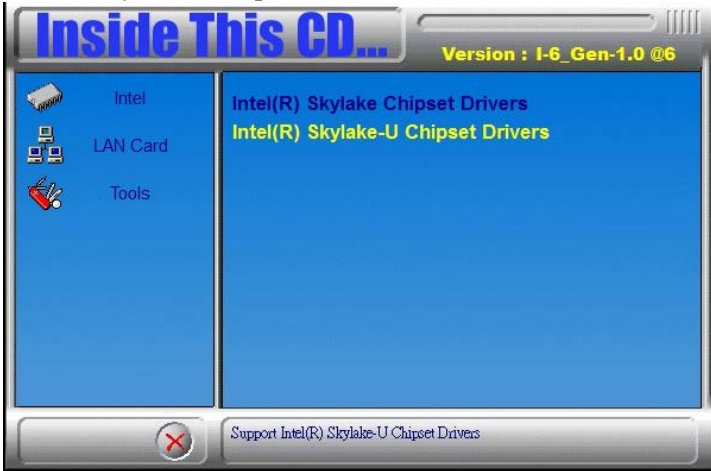 Inside This CD...
Version : I-6_Gen-1.0 @6
Intel
LAN Card
Tools
Intel(R) Skylake Chipset Drivers
Intel(R) Skylake-U Chipset Drivers
Support Intel(R) Skylake-U Chipset Drivers